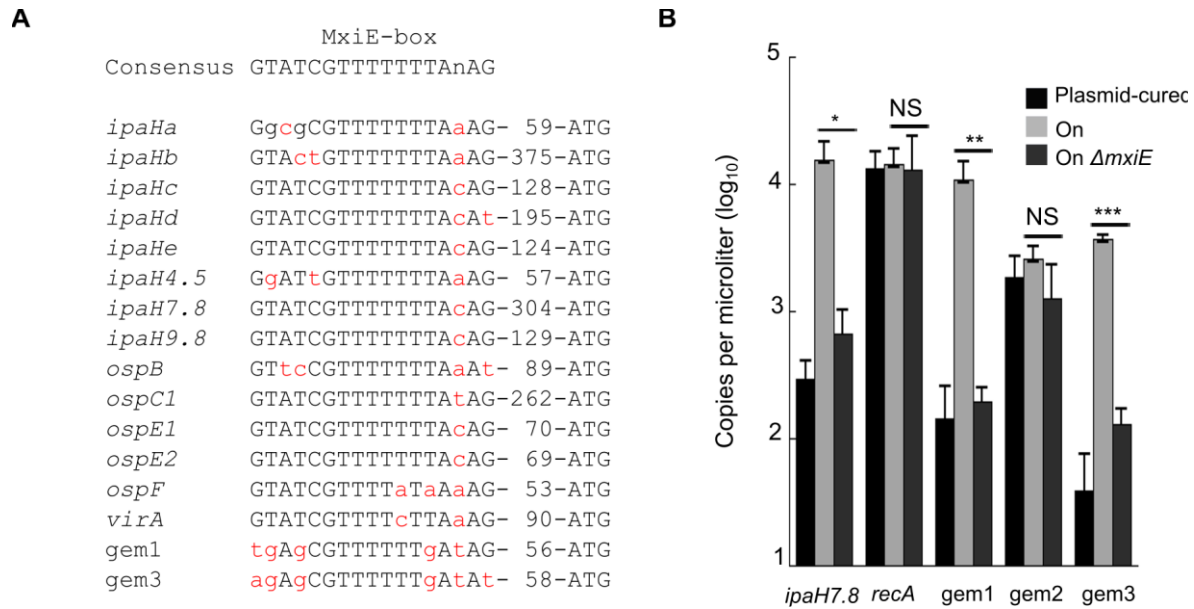 A
MxiE-box
Consensus GTATCGTTTTTTTAnAG
ipaHa GgcgCGTTTTTTTAaAG- 59-ATG
ipaHb GTActGTTTTTTTAaAG-375-ATG
ipaHc GTATCGTTTTTTTAcAG-128-ATG
ipaHd GTATCGTTTTTTTAcAt-195-ATG
ipaHe GTATCGTTTTTTTAcAG-124-ATG
ipaH4.5 GgATtGTTTTTTTAaAG- 57-ATG
ipaH7.8 GTATCGTTTTTTTAcAG-304-ATG
ipaH9.8 GTATCGTTTTTTTAcAG-129-ATG
ospB GTtcCGTTTTTTTAaAt- 89-ATG
ospC1 GTATCGTTTTTTTAtAG-262-ATG
ospE1 GTATCGTTTTTTTAcAG- 70-ATG
ospE2 GTATCGTTTTTTTAcAG- 69-ATG
ospF GTATCGTTTTaTaAaAG- 53-ATG
virA GTATCGTTTTcTTAaAG- 90-ATG
gem1 tgAgCGTTTTTTgAtAG- 56-ATG
gem3 agAgCGTTTTTTgAtAt- 58-ATG
B
Copies per microliter (log10)
5
4
3
2
1
*
NS
**
NS
***
Plasmid-cured
On
On ΔmxiE
ipaH7.8 recA gem1 gem2 gem3